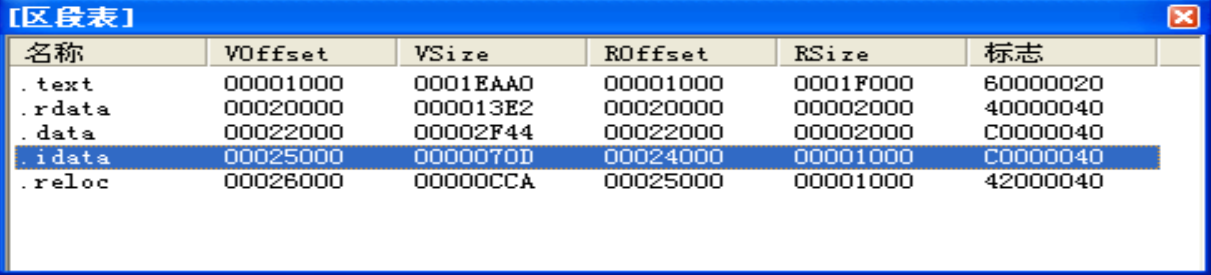 [区段表]
名称 VOffset VSize ROffset RSize 标志
.text 00001000 0001EAA0 00001000 0001F000 60000020
.rdata 00020000 000013E2 00020000 00002000 40000040
.data 00022000 00002F44 00022000 00002000 C0000040
.idata 00025000 0000070D 00024000 00001000 C0000040
.reloc 00026000 00000CCA 00025000 00001000 42000040